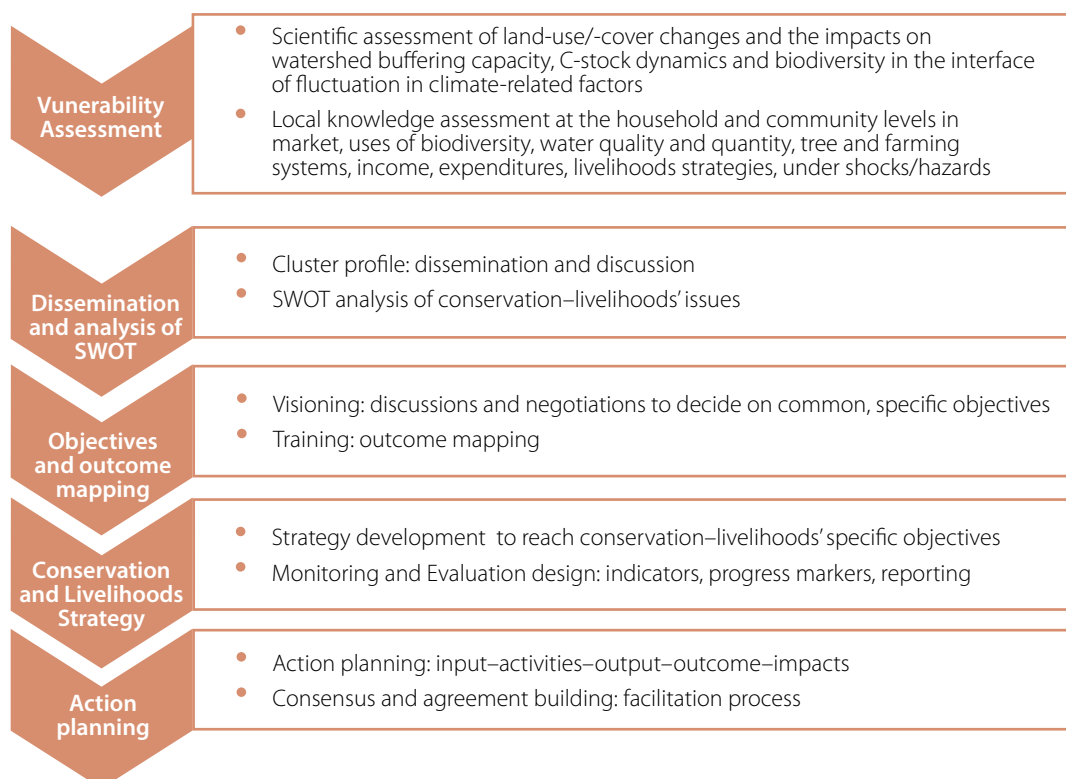 Vunerability
Assessment
• Scientific assessment of land-use/-cover changes and the impacts on
watershed buffering capacity, C-stock dynamics and biodiversity in the interface
of fluctuation in climate-related factors
• Local knowledge assessment at the household and community levels in
market, uses of biodiversity, water quality and quantity, tree and farming
systems, income, expenditures, livelihoods strategies, under shocks/hazards
Dissemination
and analysis of
SWOT
• Cluster profile: dissemination and discussion
• SWOT analysis of conservation–livelihoods’ issues
Objectives
and outcome
mapping
• Visioning: discussions and negotiations to decide on common, specific objectives
• Training: outcome mapping
Conservation
and Livelihoods
Strategy
• Strategy development to reach conservation–livelihoods’ specific objectives
• Monitoring and Evaluation design: indicators, progress markers, reporting
Action
planning
• Action planning: input–activities–output–outcome–impacts
• Consensus and agreement building: facilitation process